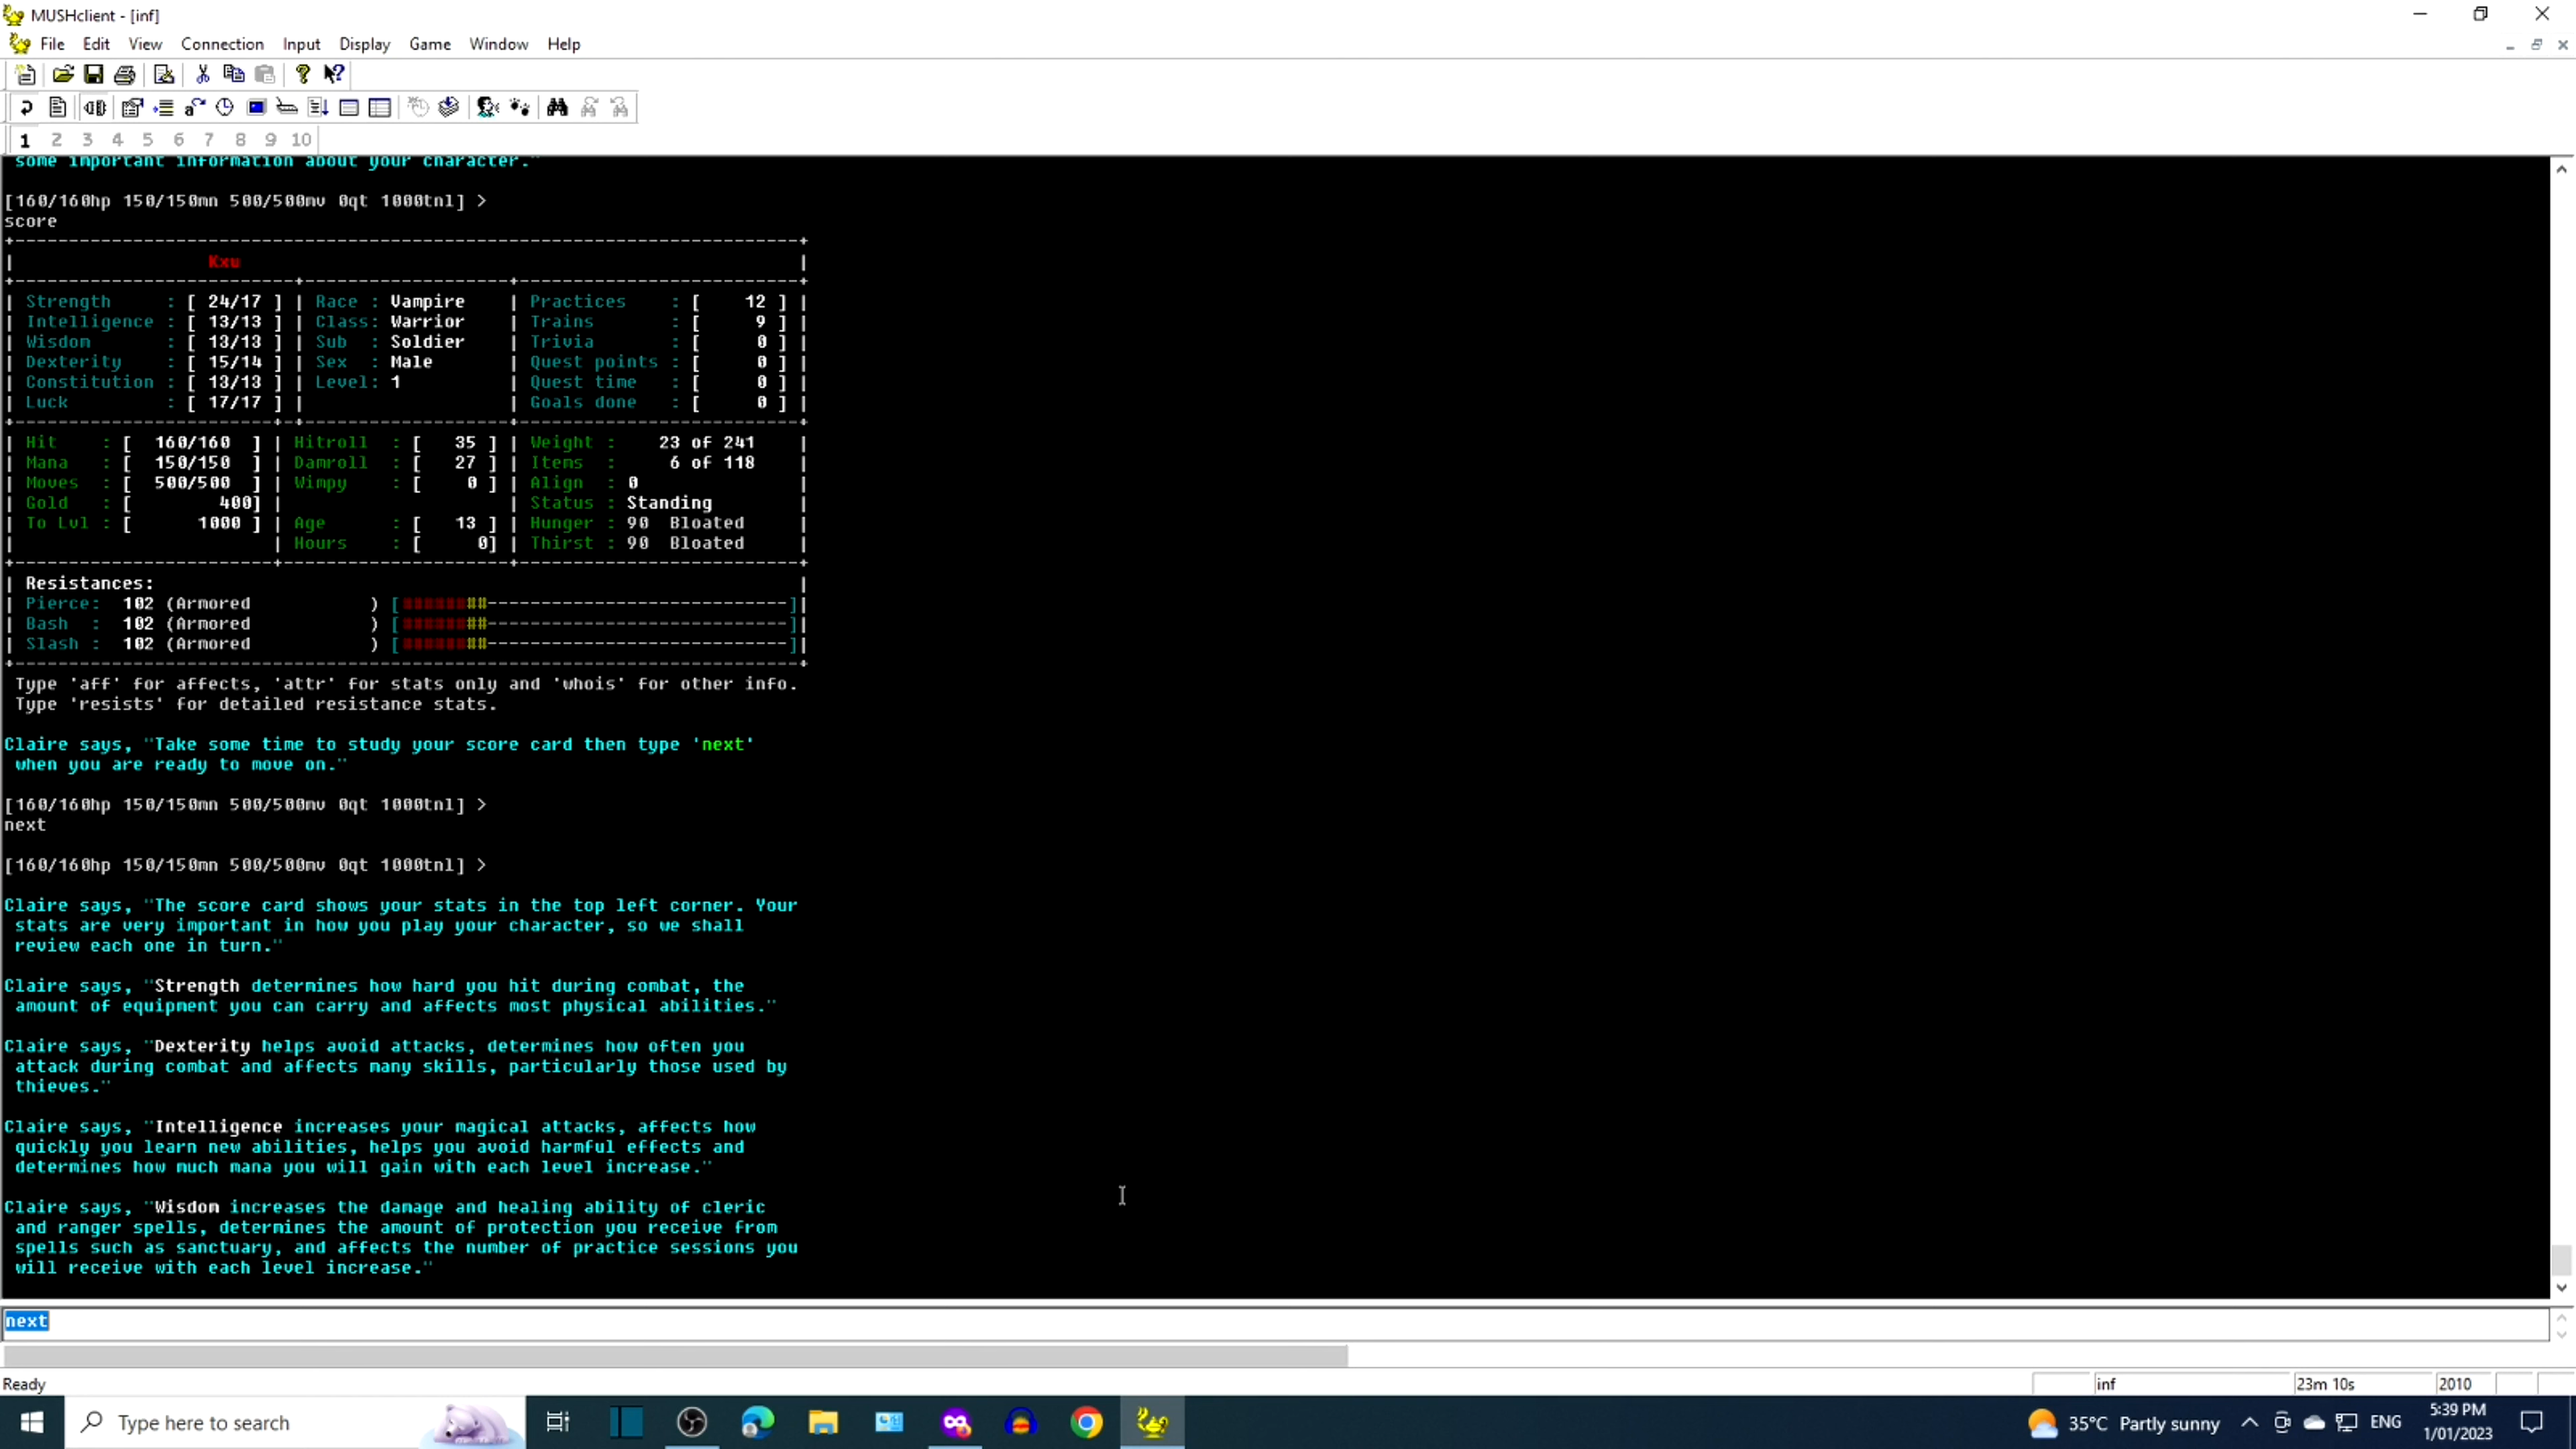 MUSHclient - [inf]
File Edit View Connection Input Display Game Window Help
1 2 3 4 5 6 7 8 9 10
some important information about your character."
[160/160hp 150/150mn 500/500mv 0qt 1000tnl] >
score
Kxu
Strength : [ 24/17 ] | Race : Vampire | Practices : [ 12 ] |
Intelligence : [ 13/13 ] | Class: Warrior | Trains : [ 9 ] |
Wisdom : [ 13/13 ] | Sub : Soldier | Trivia : [ 0 ] |
Dexterity : [ 15/14 ] | Sex : Male | Quest points : [ 0 ] |
Constitution : [ 13/13 ] | Level: 1 | Quest time : [ 0 ] |
Luck : [ 17/17 ] | | Goals done : [ 0 ] |
Hit : [ 160/160 ] | Hitroll : [ 35 ] | Weight : 23 of 241 |
Mana : [ 150/150 ] | Damroll : [ 27 ] | Items : 6 of 118 |
Moves : [ 500/500 ] | Wimpy : [ 0 ] | Align : 0 |
Gold : [ 400] | | Status : Standing |
To Lvl : [ 1000 ] | Age : [ 13 ] | Hunger : 90 Bloated |
| Hours : [ 0] | Thirst : 90 Bloated |
Resistances:
Pierce: 102 (Armored ) [########------------------------------]|
Bash : 102 (Armored ) [########------------------------------]|
Slash : 102 (Armored ) [########------------------------------]|
Type 'aff' for affects, 'attr' for stats only and 'whois' for other info.
Type 'resists' for detailed resistance stats.
Claire says, "Take some time to study your score card then type 'next'
when you are ready to move on."
[160/160hp 150/150mn 500/500mv 0qt 1000tnl] >
next
[160/160hp 150/150mn 500/500mv 0qt 1000tnl] >
Claire says, "The score card shows your stats in the top left corner. Your
stats are very important in how you play your character, so we shall
review each one in turn."
Claire says, "Strength determines how hard you hit during combat, the
amount of equipment you can carry and affects most physical abilities."
Claire says, "Dexterity helps avoid attacks, determines how often you
attack during combat and affects many skills, particularly those used by
thieves."
Claire says, "Intelligence increases your magical attacks, affects how
quickly you learn new abilities, helps you avoid harmful effects and
determines how much mana you will gain with each level increase."
Claire says, "Wisdom increases the damage and healing ability of cleric
and ranger spells, determines the amount of protection you receive from
spells such as sanctuary, and affects the number of practice sessions you
will receive with each level increase."
next
Ready inf 23m 10s 2010
Type here to search 35°C Partly sunny ENG 5:39 PM
1/01/2023